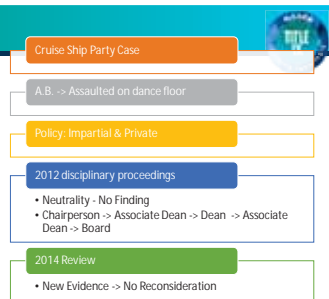 TITLE
Cruise Ship Party Case
A.B. -> Assaulted on dance floor
Policy: Impartial & Private
2012 disciplinary proceedings
• Neutrality - No Finding
• Chairperson -> Associate Dean -> Dean -> Associate
Dean -> Board
2014 Review
• New Evidence -> No Reconsideration